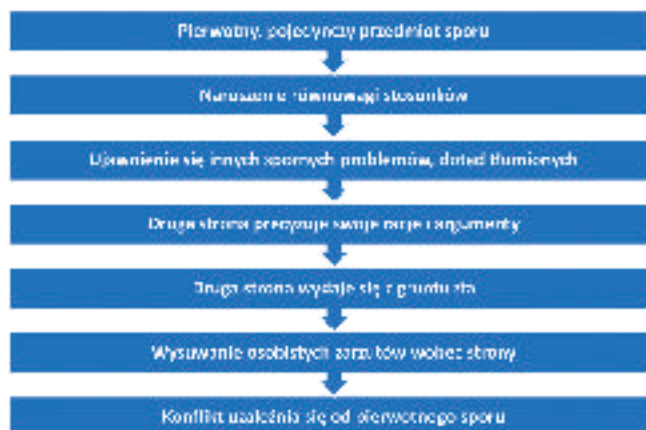 Pierwotny, pojedynczy przedmiot sporu
Naruszenie równowagi stosunków
Ujawnienie się innych spornych problemów, dotąd tłumionych
Druga strona precyzuje swoje racje i argumenty
Druga strona wydaje się z gruntu zła
Wysuwanie osobistych zarzutów wobec strony
Konflikt uzależnia się od pierwotnego sporu